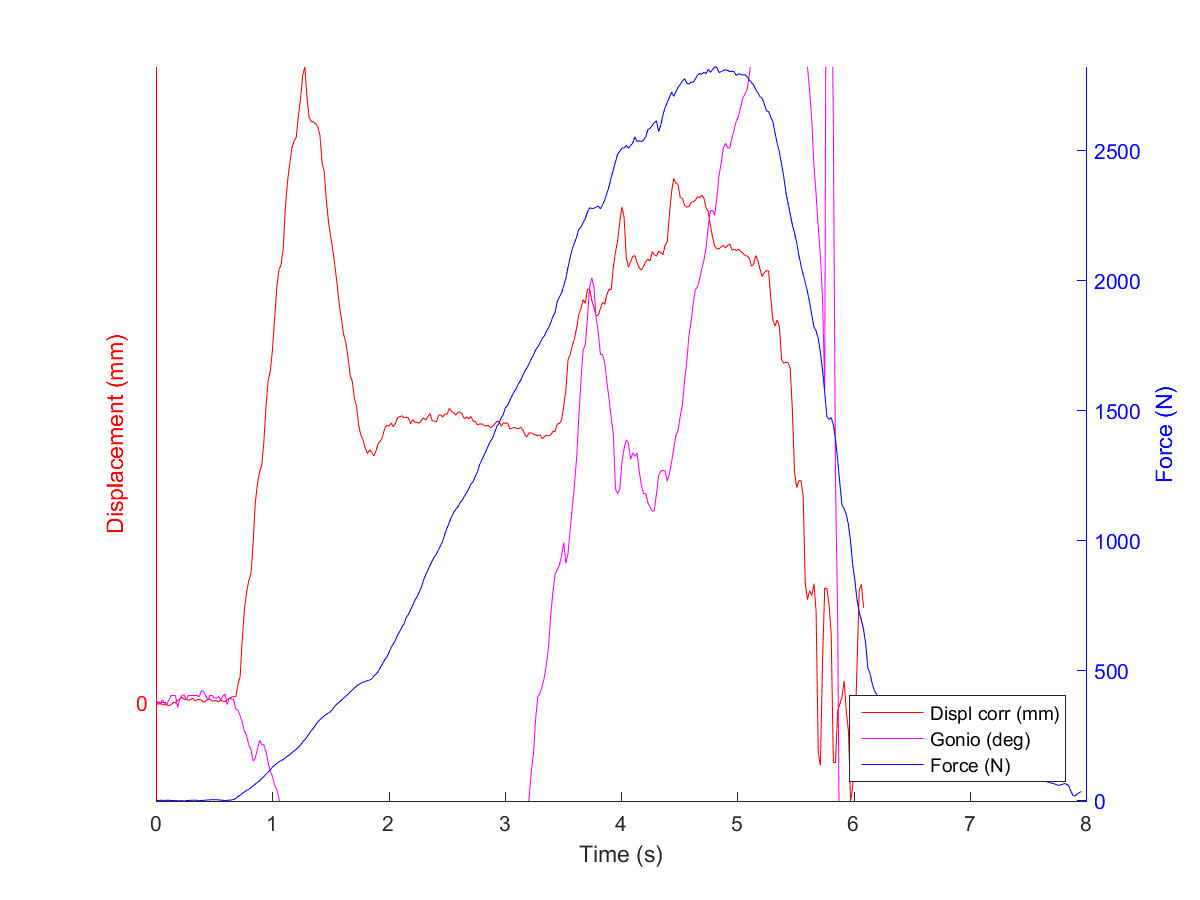 Displacement (mm)
0
2500
2000
1500
1000
500
0
Force (N)
Displ corr (mm)
Gonio (deg)
Force (N)
0 1 2 3 4 5 6 7 8
Time (s)